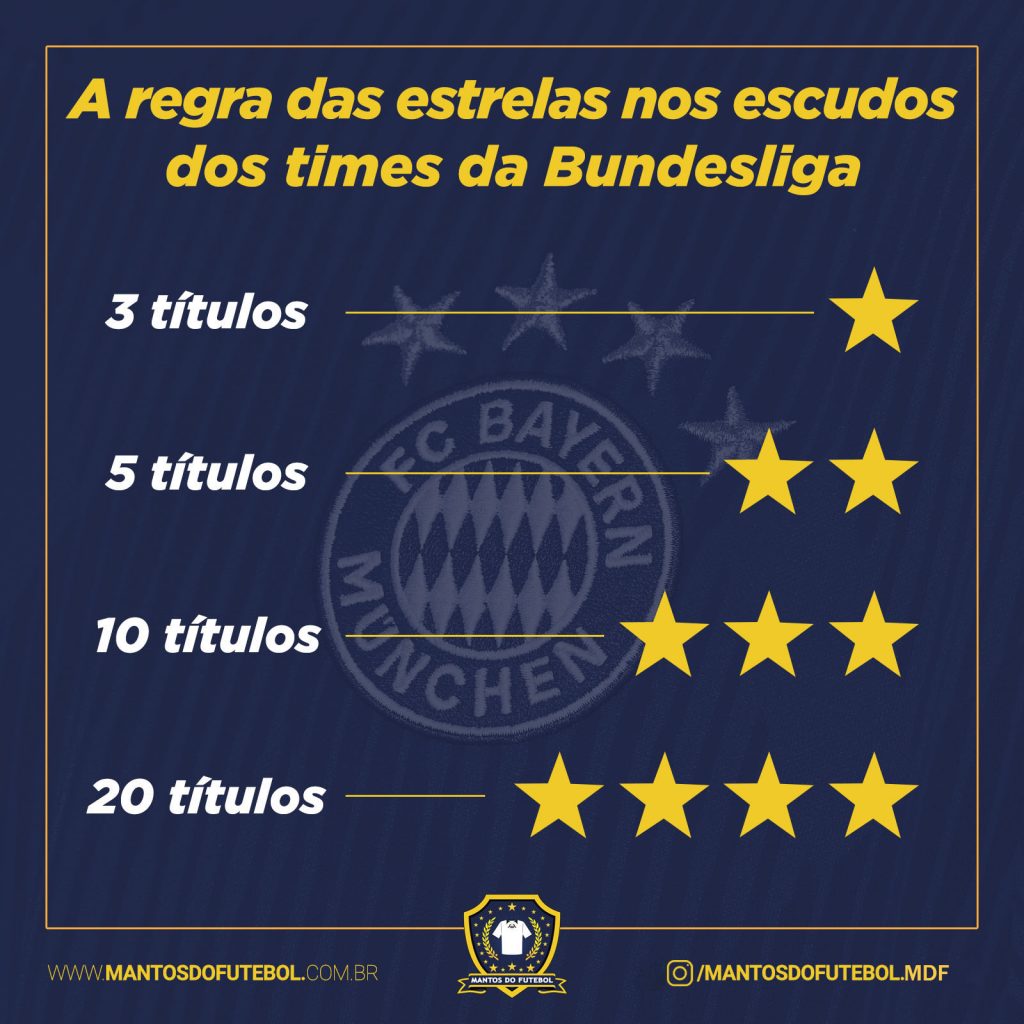 A regra das estrelas nos escudos
dos times da Bundesliga
3 títulos
5 títulos
FC BAYERN
MÜNCHEN
10 títulos
20 títulos
MANTOS DO FUTEBOL
WWW.MANTOSDOFUTEBOL.COM.BR
/MANTOSDOFUTEBOL.MDF